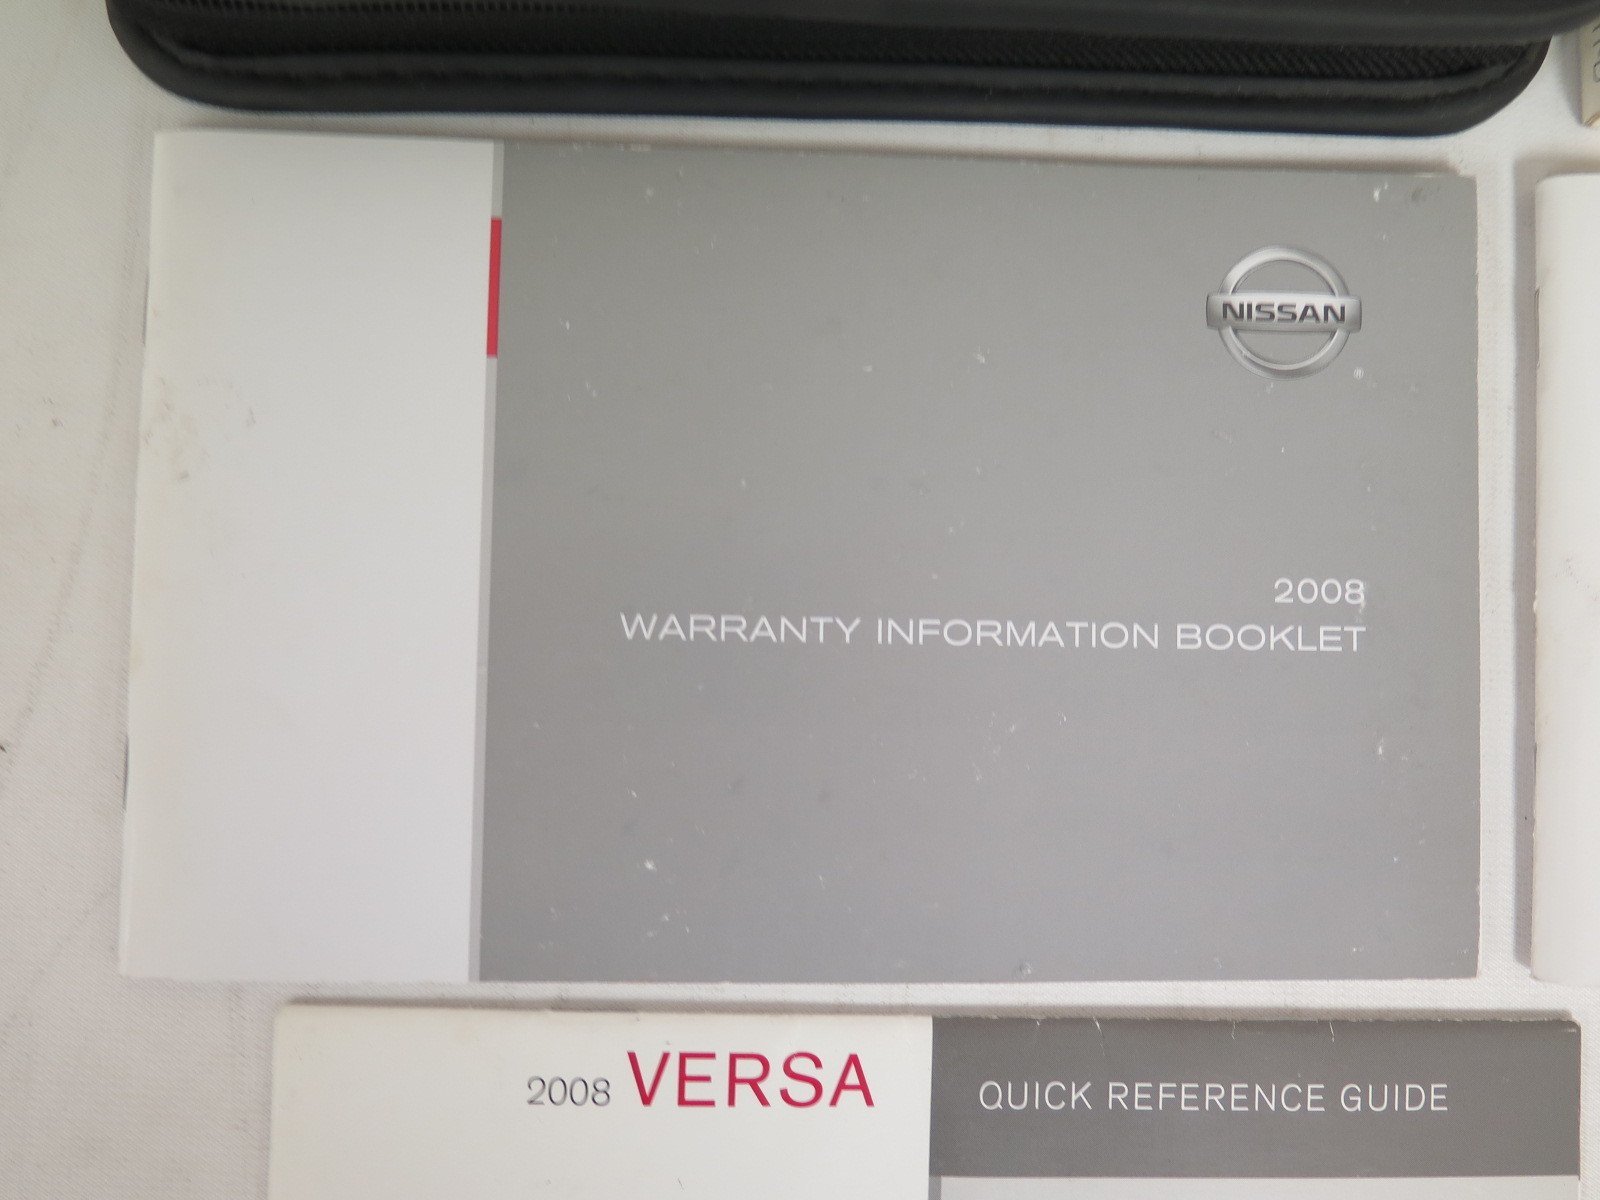 NISSAN
2008
WARRANTY INFORMATION BOOKLET
2008 VERSA
QUICK REFERENCE GUIDE